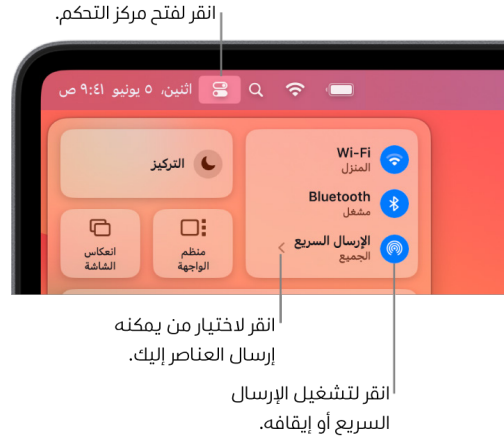 انقر لفتح مركز التحكم.
اثنين، ٥ يونيو ٩:٤١ ص
Wi-Fi
المنزل
التركيز
Bluetooth
مشغل
الإرسال السريع
الجميع
منظم
الواجهة
انعكاس
الشاشة
انقر لاختيار من يمكنه
إرسال العناصر إليك.
انقر لتشغيل الإرسال
السريع أو إيقافه.